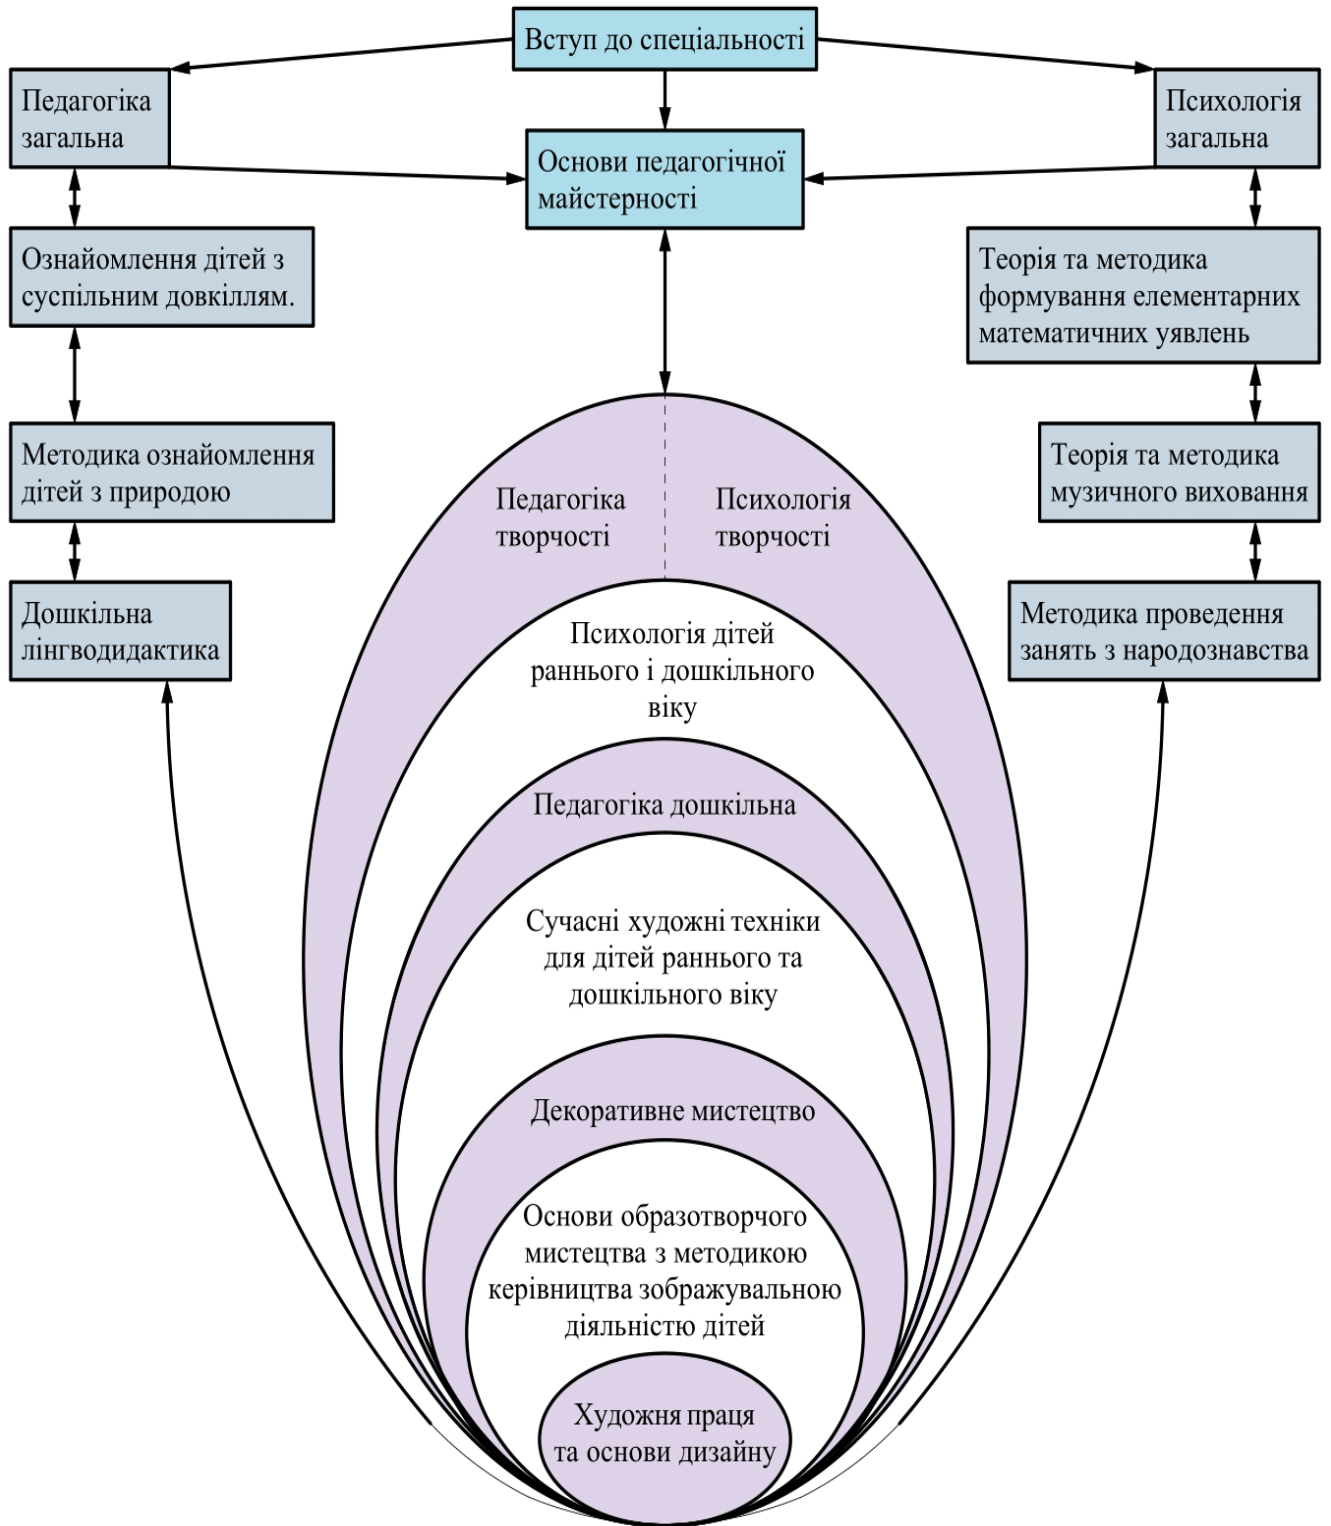 Вступ до спеціальності
Педагогіка
загальна
Психологія
загальна
Основи педагогічної
майстерності
Ознайомлення дітей з
суспільним довкіллям.
Теорія та методика
формування елементарних
математичних уявлень
Методика ознайомлення
дітей з природою
Теорія та методика
музичного виховання
Педагогіка
творчості
Психологія
творчості
Дошкільна
лінгводидактика
Методика проведення
занять з народознавства
Психологія дітей
раннього і дошкільного
віку
Педагогіка дошкільна
Сучасні художні техніки
для дітей раннього та
дошкільного віку
Декоративне мистецтво
Основи образотворчого
мистецтва з методикою
керівництва зображувальною
діяльністю дітей
Художня праця
та основи дизайну